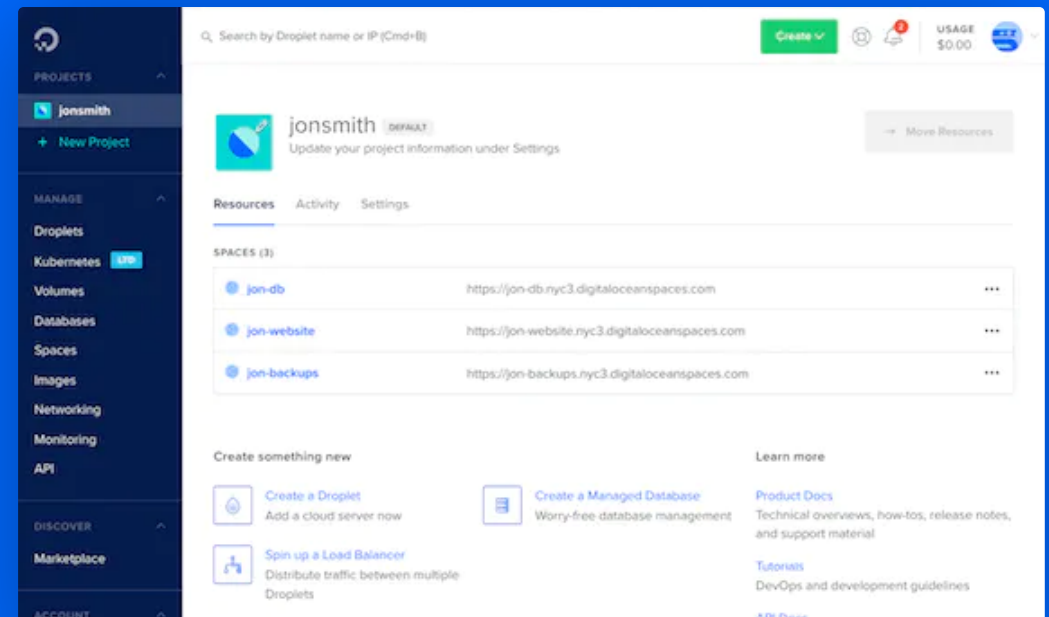 Search by Droplet name or IP (Cmd+B)
Create
2
USAGE
$0.00
PROJECTS
jonsmith
+ New Project
MANAGE
Droplets
Kubernetes LTD
Volumes
Databases
Spaces
Images
Networking
Monitoring
API
DISCOVER
Marketplace
ACCOUNT
jonsmith DEFAULT
Update your project information under Settings
→ Move Resources
Resources Activity Settings
SPACES (3)
jon-db https://jon-db.nyc3.digitaloceanspaces.com
jon-website https://jon-website.nyc3.digitaloceanspaces.com
jon-backups https://jon-backups.nyc3.digitaloceanspaces.com
Create something new
Create a Droplet
Add a cloud server now
Create a Managed Database
Worry-free database management
Spin up a Load Balancer
Distribute traffic between multiple
Droplets
Learn more
Product Docs
Technical overviews, how-tos, release notes,
and support material
Tutorials
DevOps and development guidelines
API Docs